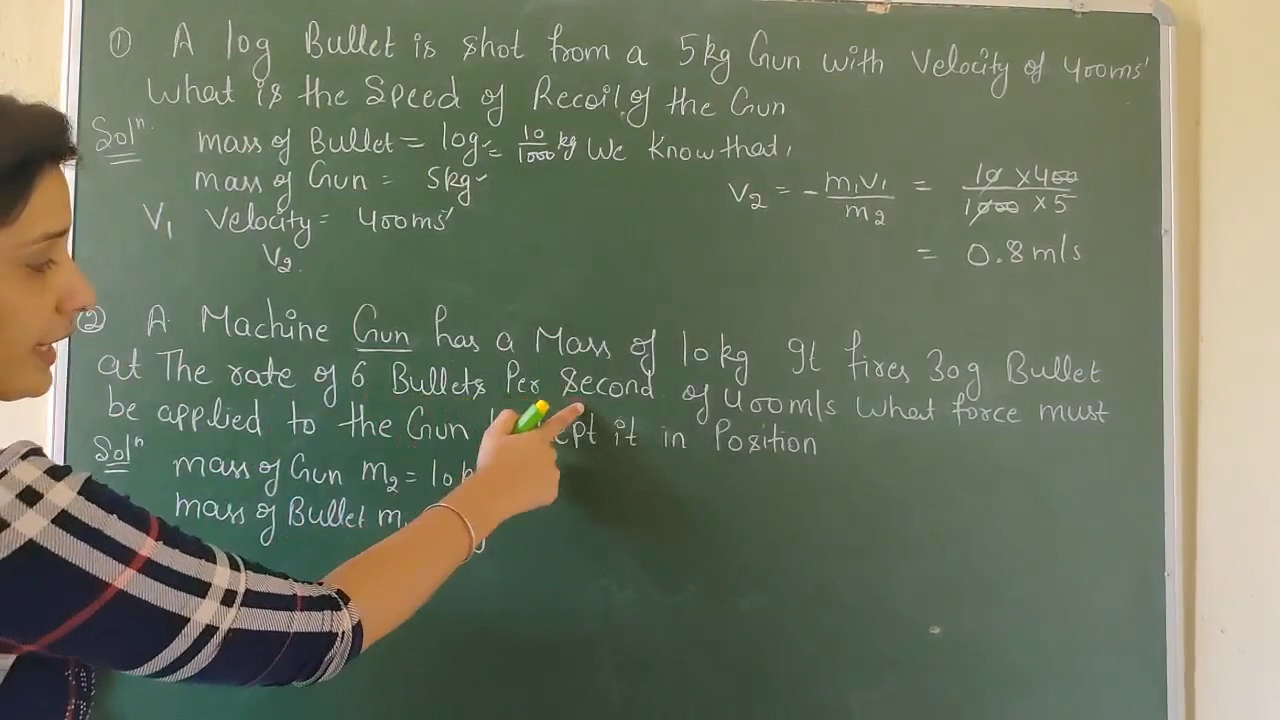 ① A 10g Bullet is shot from a 5kg Gun with Velocity of 400ms'
What is the Speed of Recoil of the Gun
Solⁿ. mass of Bullet = 10g = 10/1000 kg We Know that,
mass of Gun = 5kg
V₁ Velocity = 400ms'
V₂.
V₂ = - m₁v₁/m₂ = 10 × 400/1000 × 5
= 0.8 m/s
② A Machine Gun has a Mass of 10kg It fires 30g Bullet
at The rate of 6 Bullets Per Second of 400m/s What force must
be applied to the Gun it in Position
Solⁿ mass of Gun m₂ = 10
mass of Bullet m₁